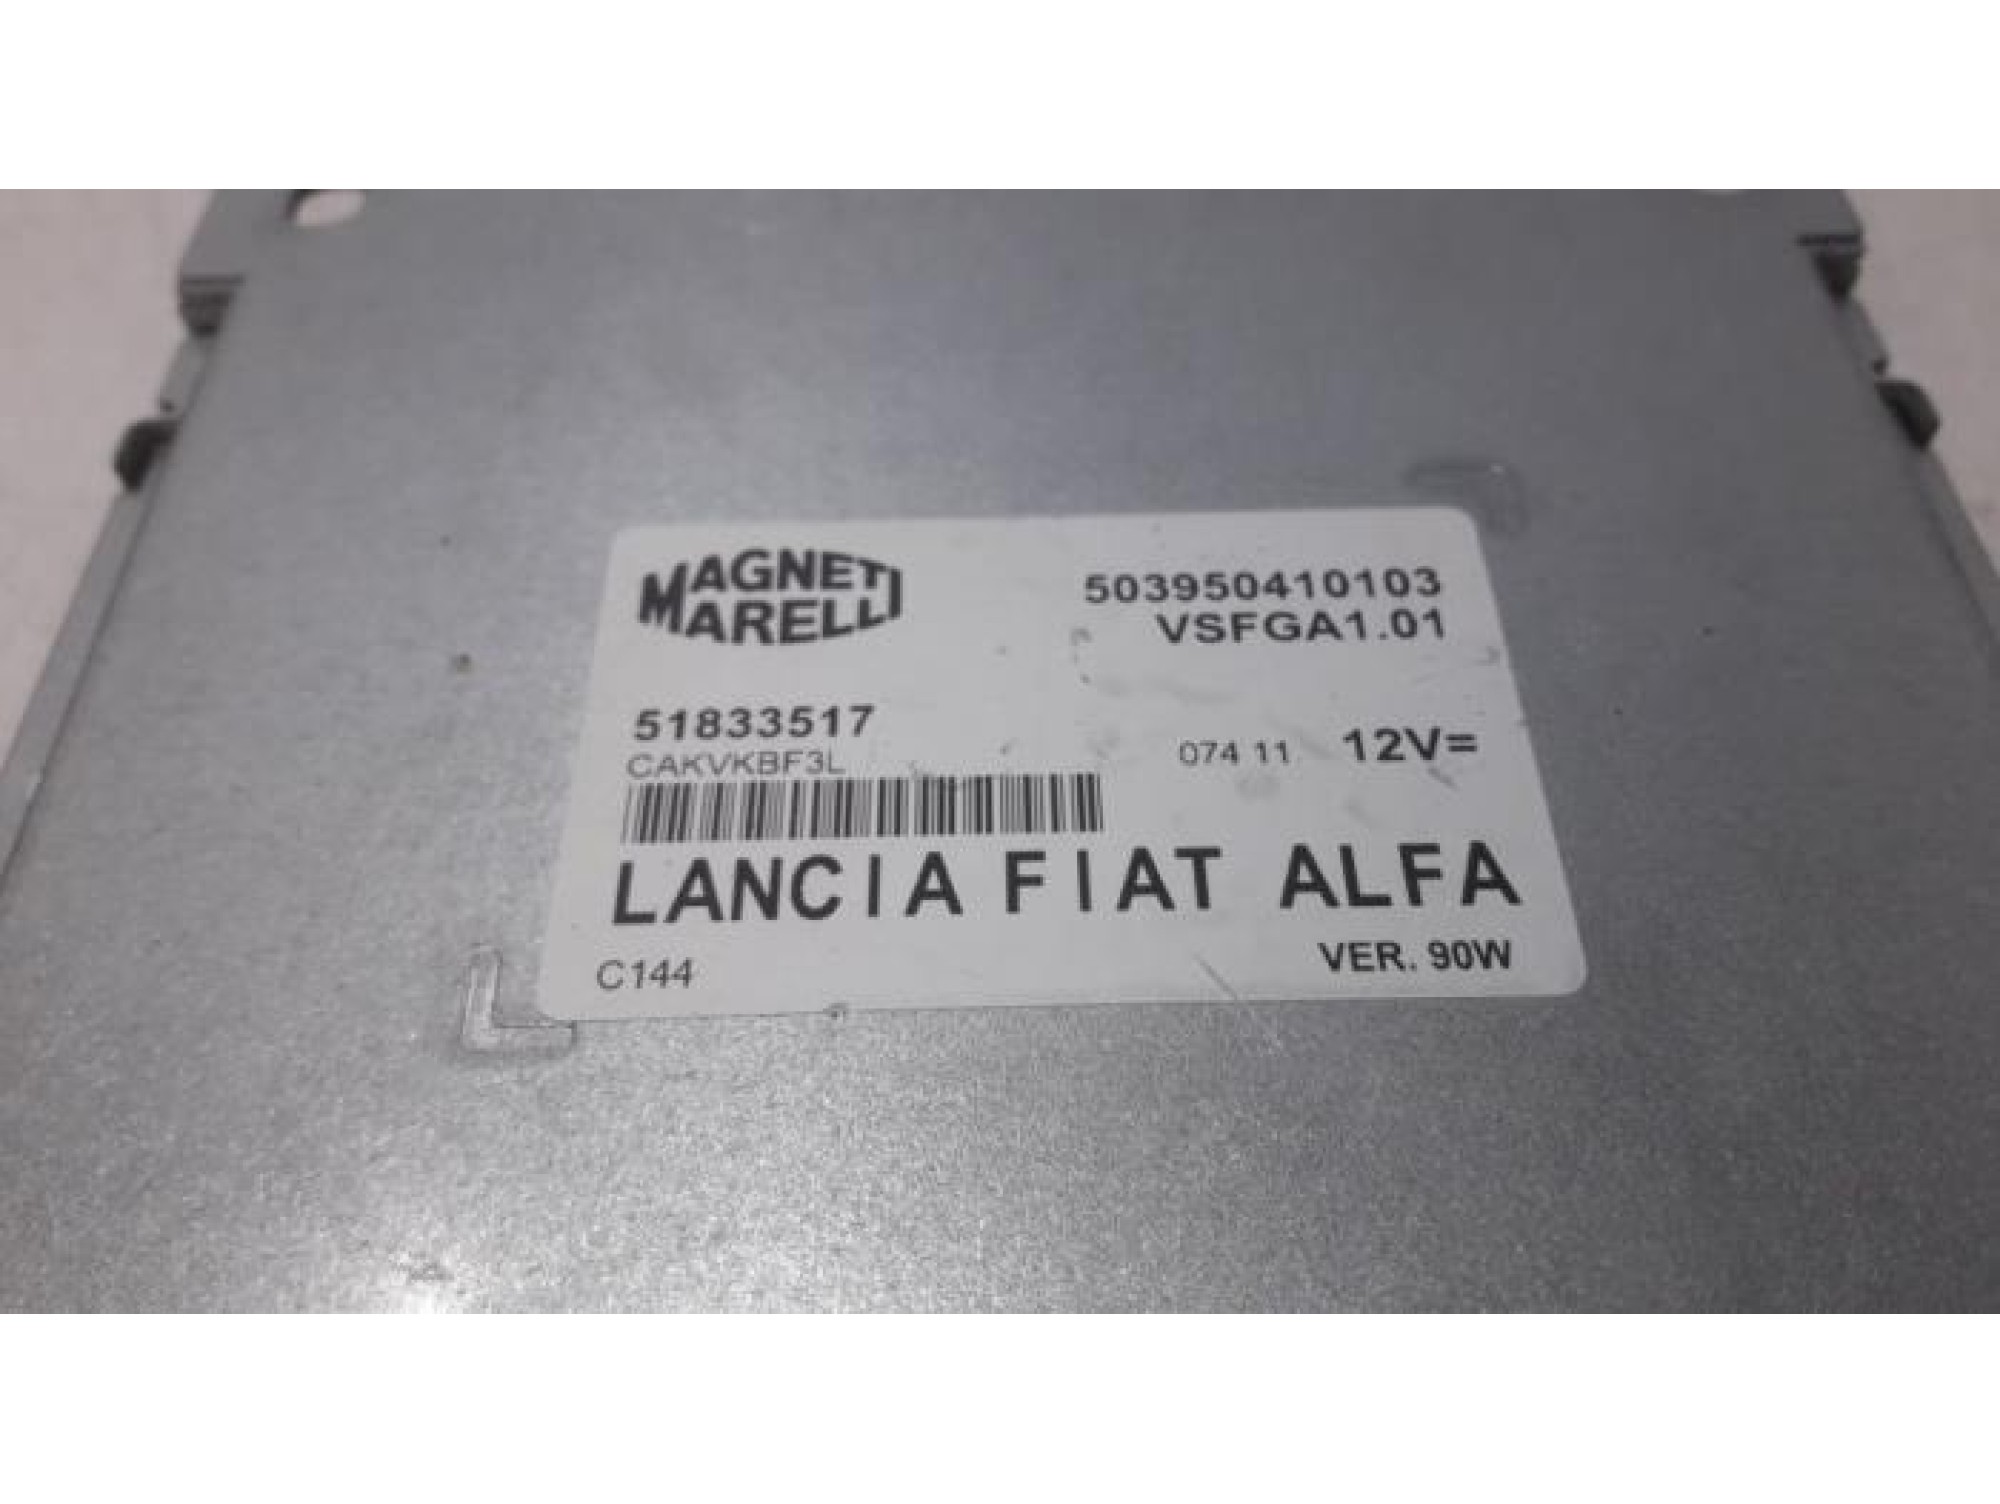 MAGNETI
MARELLI
503950410103
VSFGA1.01
51833517
CAKVKBF3L
074 11 12V=
LANCIA FIAT ALFA
C144
VER. 90W